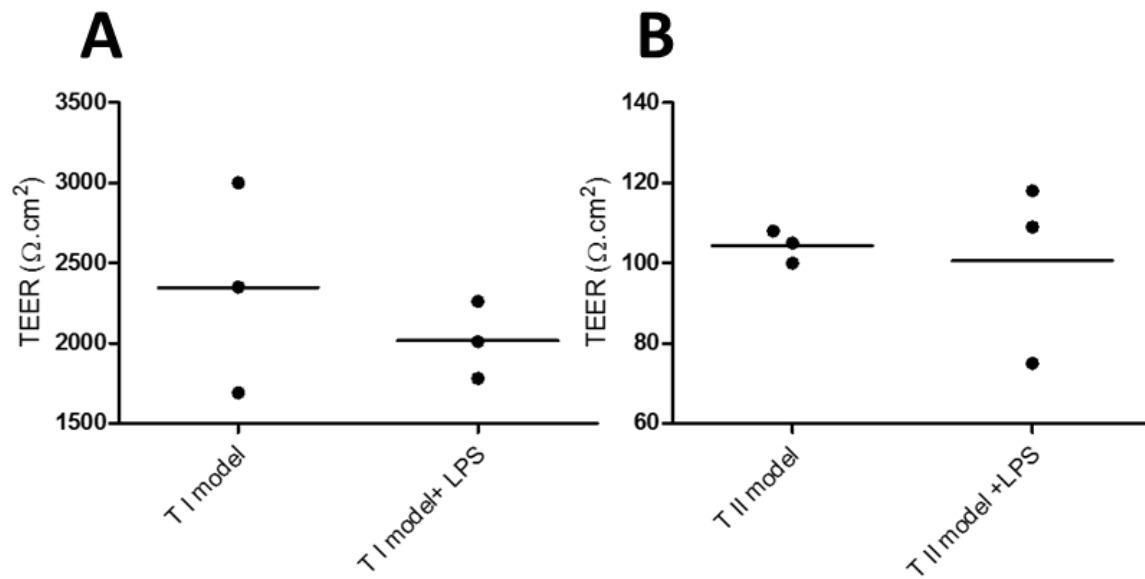 A
TEER (Ω.cm²)
3500
3000
2500
2000
1500
T I model
T I model+ LPS
B
TEER (Ω.cm²)
140
120
100
80
60
T II model
T II model +LPS